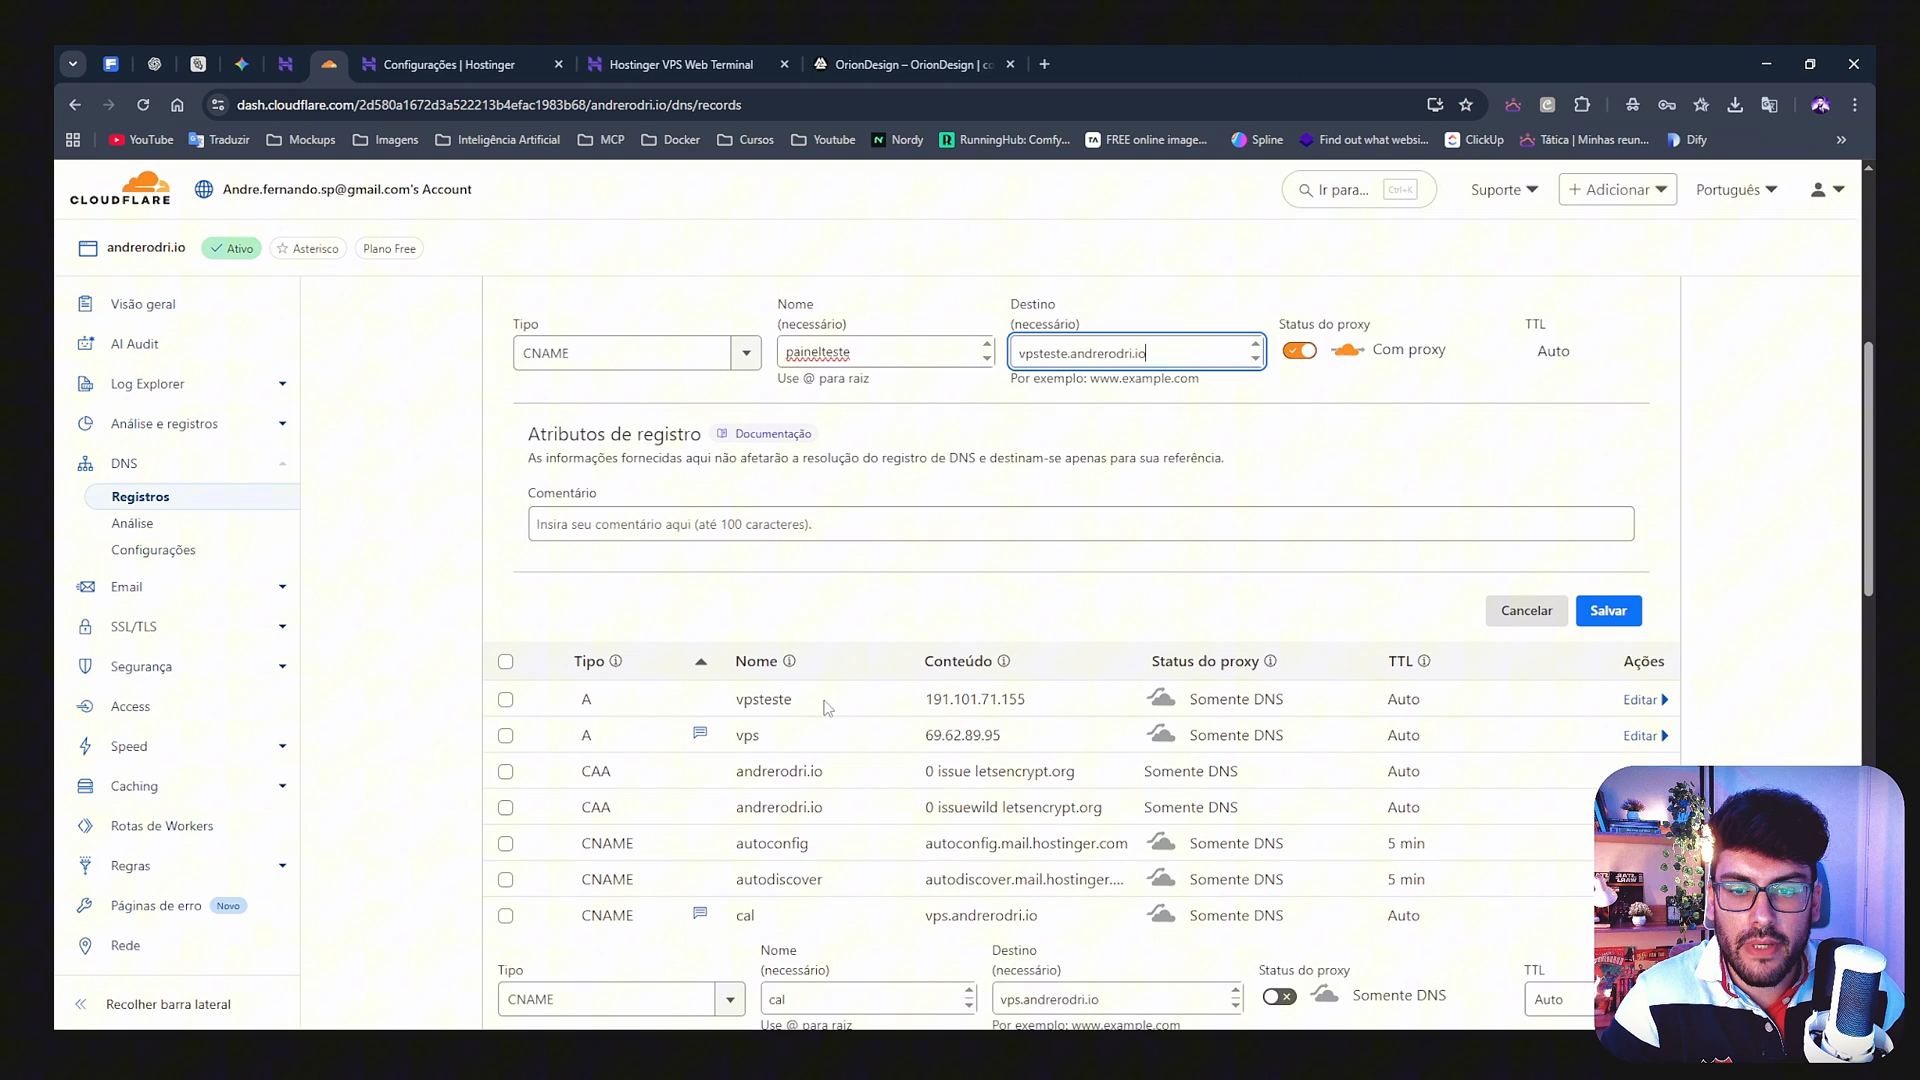 Configurações | Hostinger
Hostinger VPS Web Terminal
OrionDesign – OrionDesign | co
dash.cloudflare.com/2d580a1672d3a522213b4efac1983b68/andrerodri.io/dns/records
YouTube
Traduzir
Mockups
Imagens
Inteligência Artificial
MCP
Docker
Cursos
Youtube
Nordy
RunningHub: Comfy...
FREE online image...
Spline
Find out what websi...
ClickUp
Tática | Minhas reun...
Dify
CLOUDFLARE
Andre.fernando.sp@gmail.com's Account
Ir para...
Ctrl+K
Suporte
+ Adicionar
Português
andrerodri.io
Ativo
Asterisco
Plano Free
Visão geral
AI Audit
Log Explorer
Análise e registros
DNS
Registros
Análise
Configurações
Email
SSL/TLS
Segurança
Access
Speed
Caching
Rotas de Workers
Regras
Páginas de erro
Novo
Rede
Recolher barra lateral
Tipo
CNAME
Nome
(necessário)
painelteste
Use @ para raiz
Destino
(necessário)
vpsteste.andrerodri.io
Por exemplo: www.example.com
Status do proxy
Com proxy
TTL
Auto
Atributos de registro
Documentação
As informações fornecidas aqui não afetarão a resolução do registro de DNS e destinam-se apenas para sua referência.
Comentário
Insira seu comentário aqui (até 100 caracteres).
Cancelar
Salvar
Tipo Nome Conteúdo Status do proxy TTL Ações
A vpsteste 191.101.71.155 Somente DNS Auto Editar
A vps 69.62.89.95 Somente DNS Auto Editar
CAA andrerodri.io 0 issue letsencrypt.org Somente DNS Auto
CAA andrerodri.io 0 issuewild letsencrypt.org Somente DNS Auto
CNAME autoconfig autoconfig.mail.hostinger.com Somente DNS 5 min
CNAME autodiscover autodiscover.mail.hostinger.... Somente DNS 5 min
CNAME cal vps.andrerodri.io Somente DNS Auto
Tipo
CNAME
Nome
(necessário)
cal
Use @ para raiz
Destino
(necessário)
vps.andrerodri.io
Por exemplo: www.example.com
Status do proxy
Somente DNS
TTL
Auto